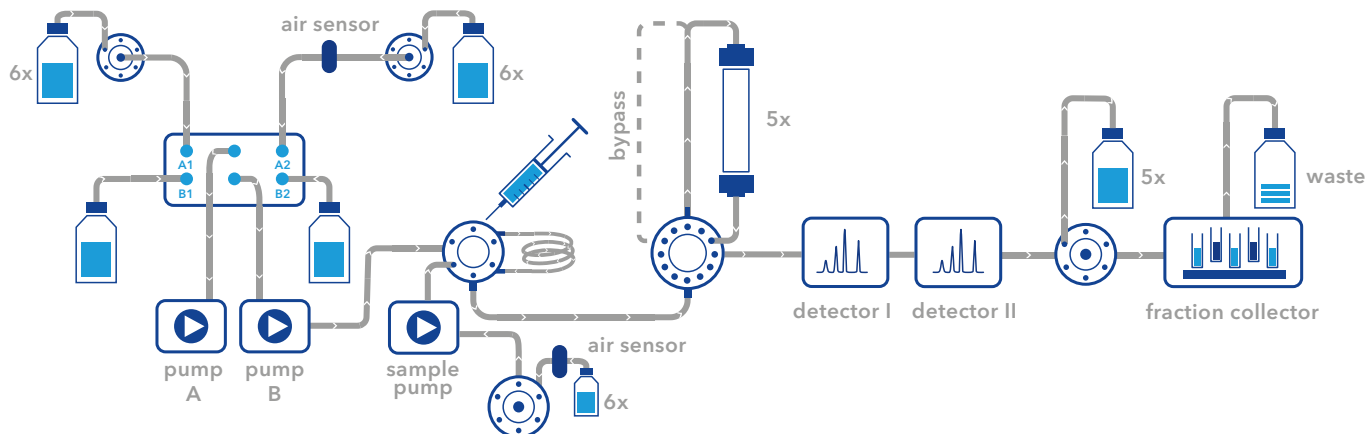 air sensor
6x
6x
bypass
5x
A1
A2
B1
B2
5x
waste
detector I
detector II
fraction collector
air sensor
pump
A
pump
B
sample
pump
6x